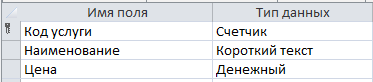 Имя поля Тип данных
Код услуги Счетчик
Наименование Короткий текст
Цена Денежный